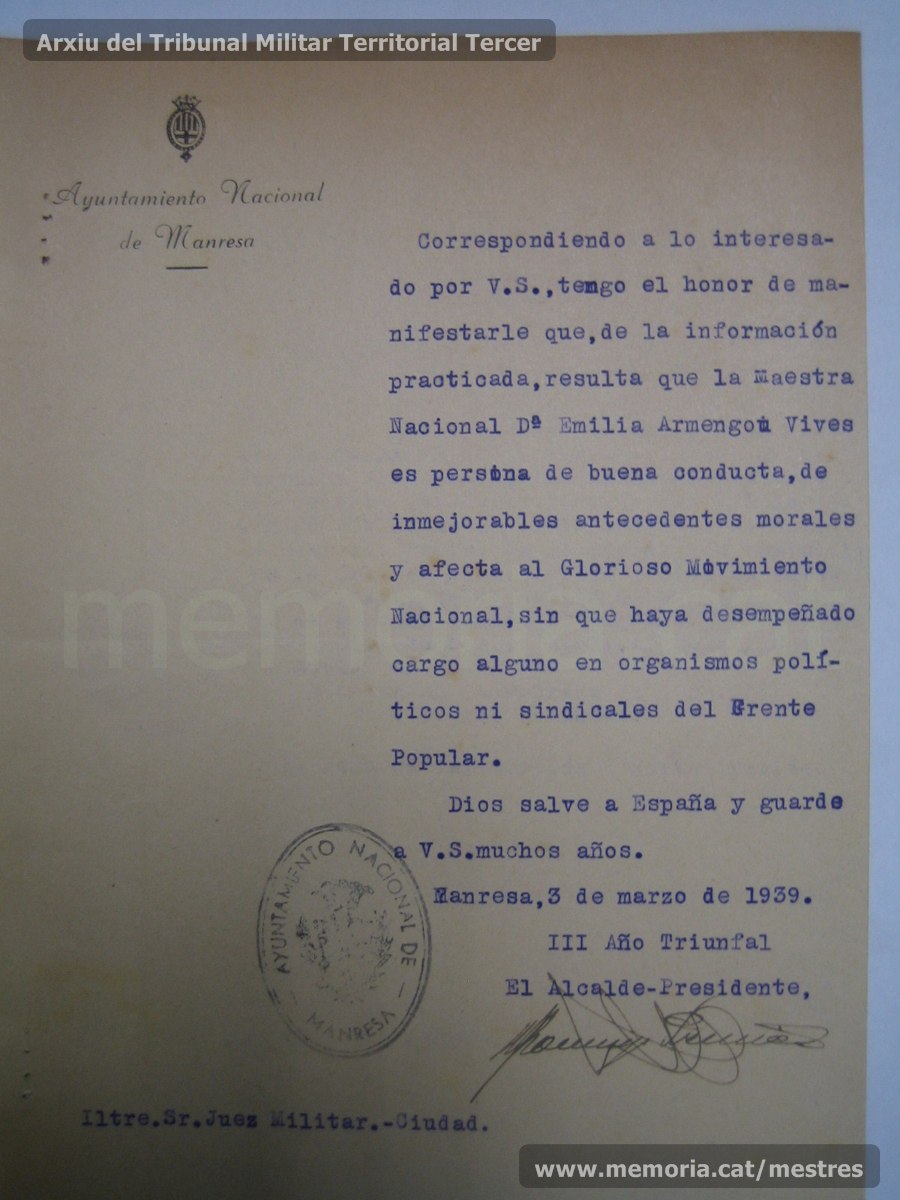 Arxiu del Tribunal Militar Territorial Tercer
Ayuntamiento Nacional
de Manresa
Correspondiendo a lo interesa-
do por V.S.,tengo el honor de ma-
nifestarle que,de la información
practicada,resulta que la Maestra
Nacional Dª Emilia Armengou Vives
es persona de buena conducta,de
inmejorables antecedentes morales
y afecta al Glorioso Movimiento
Nacional,sin que haya desempeñado
cargo alguno en organismos polí-
ticos ni sindicales del Frente
Popular.
Dios salve a España y guarde
a V.S.muchos años.
Manresa,3 de marzo de 1939.
III Año Triunfal
El Alcalde-Presidente,
AYUNTAMIENTO NACIONAL DE
- MANRESA -
Iltre.Sr.Juez Militar.-Ciudad.
memoria.cat
www.memoria.cat/mestres